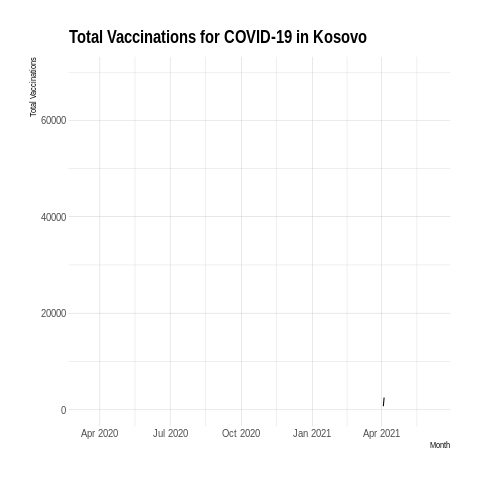 Total Vaccinations for COVID-19 in Kosovo
Total Vaccinations
60000
40000
20000
0
Apr 2020 Jul 2020 Oct 2020 Jan 2021 Apr 2021
Month